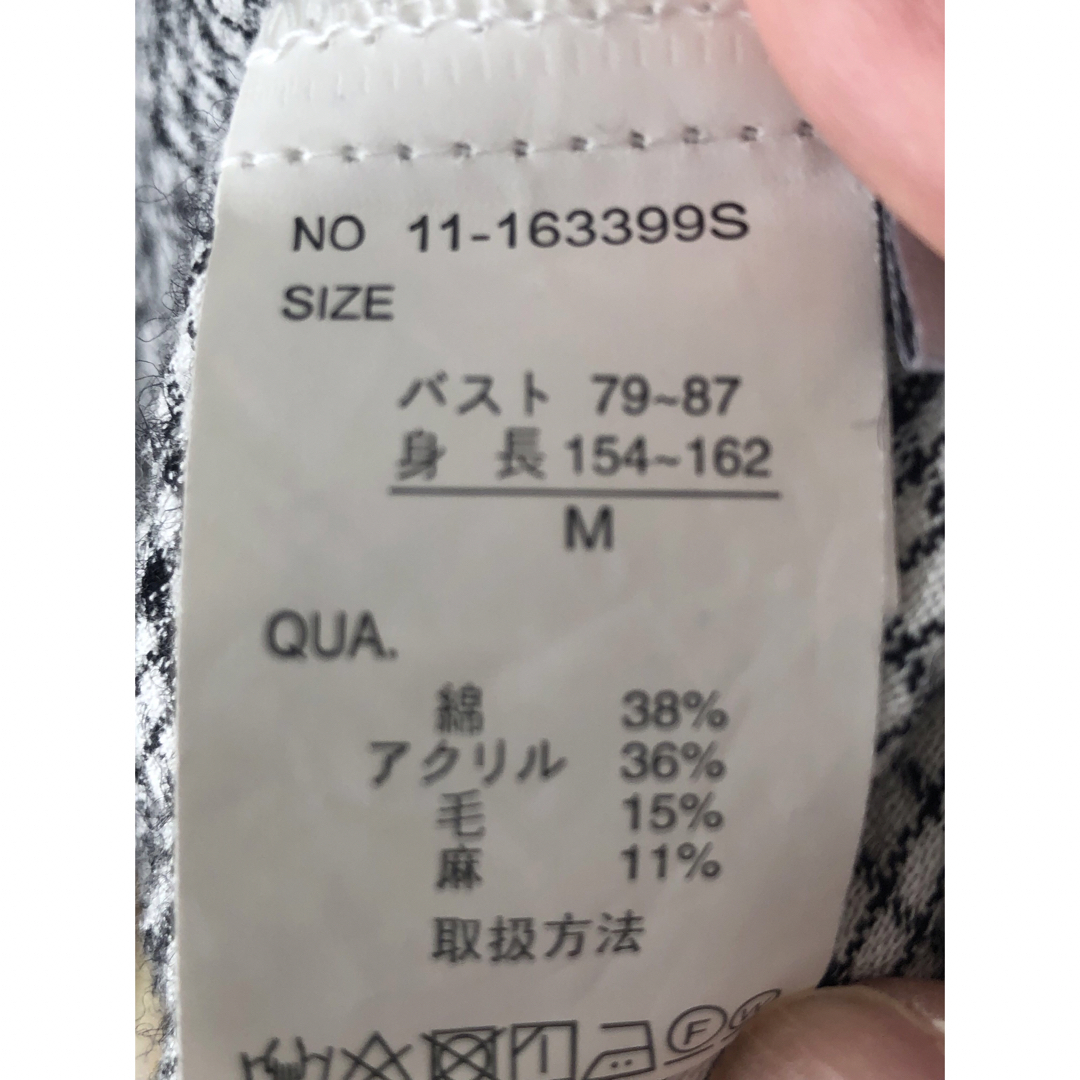 NO 11-163399S
SIZE
バスト 79~87
身 長 154~162
M
QUA.
綿 38%
アクリル 36%
毛 15%
麻 11%
取扱方法
F W